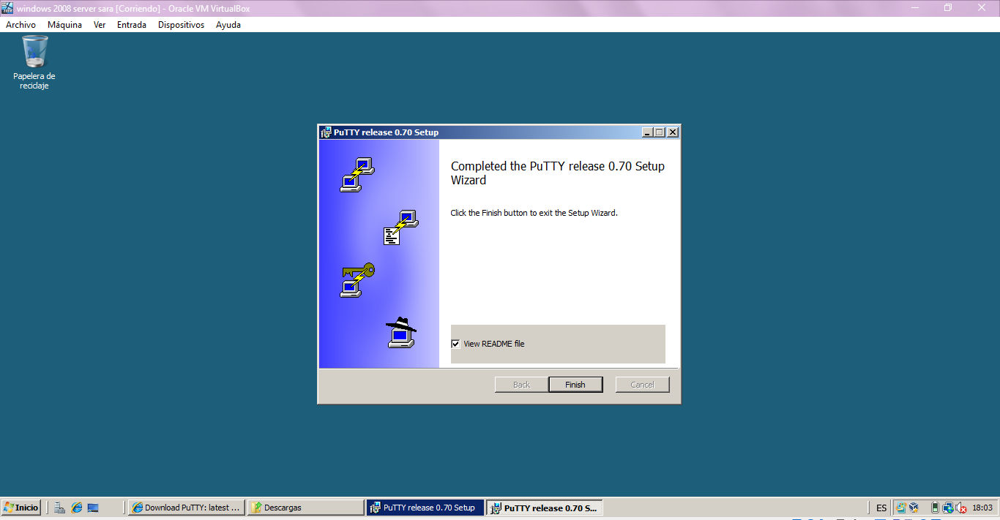 windows 2008 server sara [Corriendo] - Oracle VM VirtualBox
Archivo Máquina Ver Entrada Dispositivos Ayuda
Papelera de
reciclaje
PuTTY release 0.70 Setup
Completed the PuTTY release 0.70 Setup
Wizard
Click the Finish button to exit the Setup Wizard.
View README file
Back Finish Cancel
Inicio Download PuTTY: latest ... Descargas PuTTY release 0.70 Setup PuTTY release 0.70 S... ES 18:03